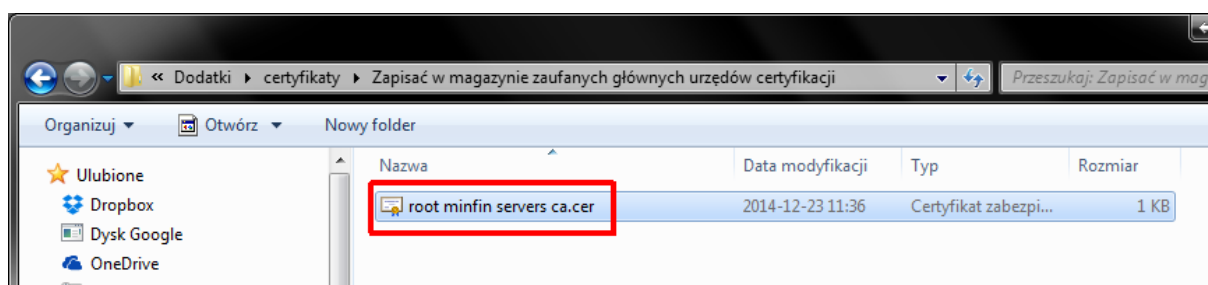 « Dodatki ▸ certyfikaty ▸ Zapisać w magazynie zaufanych głównych urzędów certyfikacji
Przeszukaj: Zapisać w mag
Organizuj Otwórz Nowy folder
Ulubione
Dropbox
Dysk Google
OneDrive
Nazwa Data modyfikacji Typ Rozmiar
root minfin servers ca.cer 2014-12-23 11:36 Certyfikat zabezpi... 1 KB